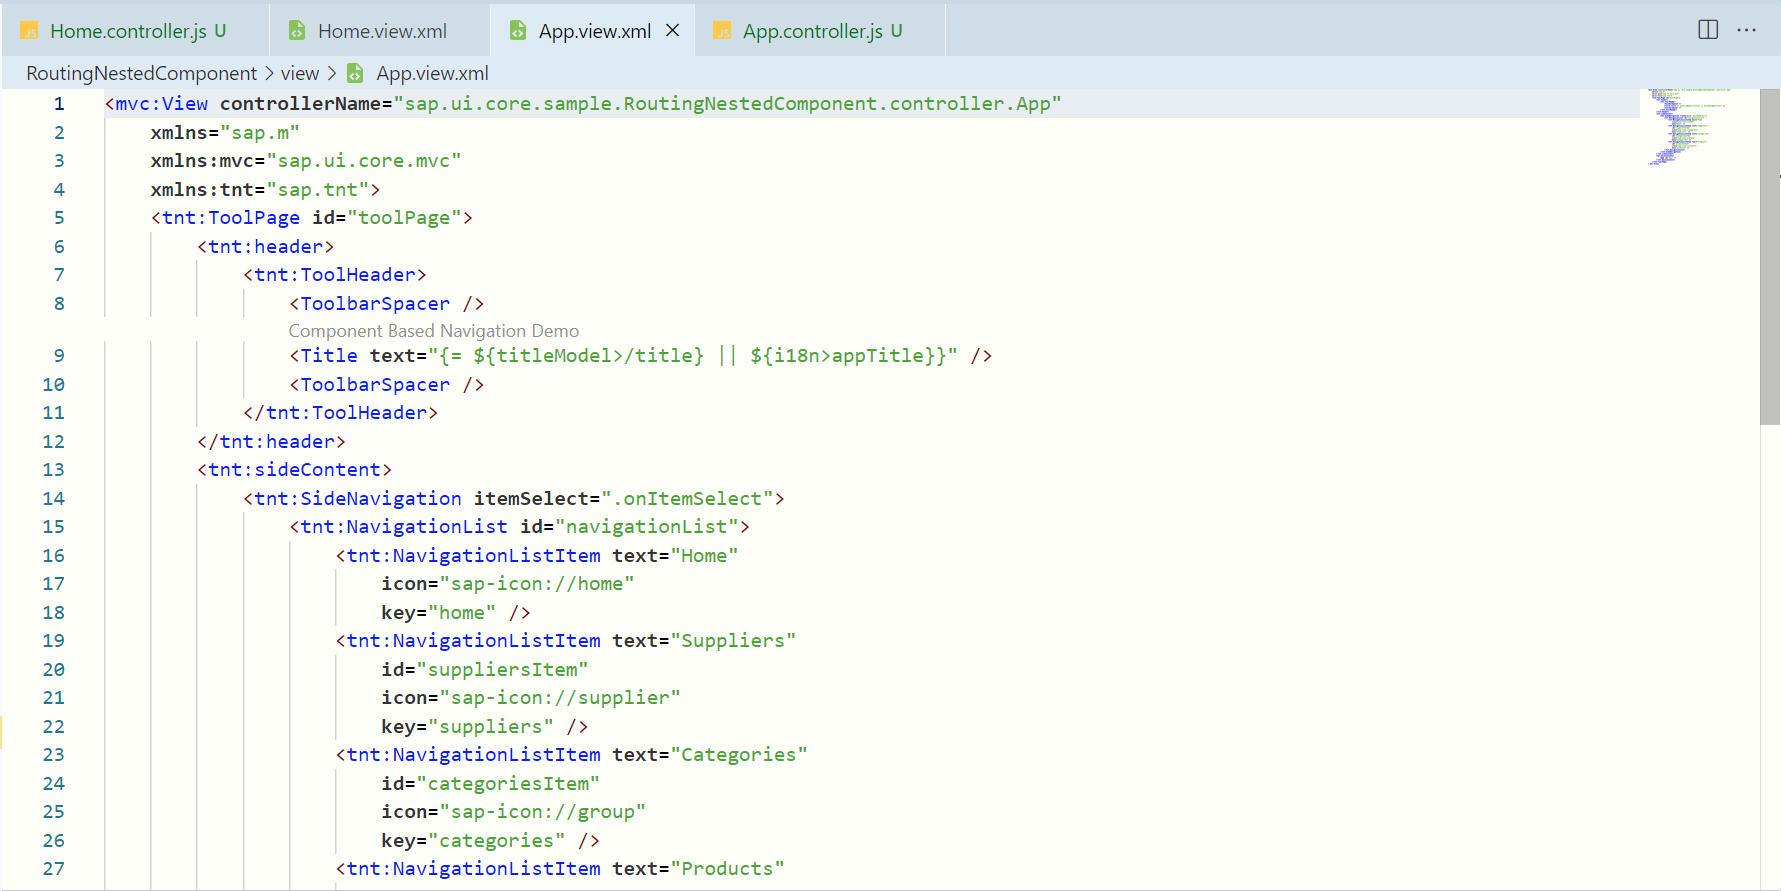 Home.controller.js U Home.view.xml App.view.xml App.controller.js U
RoutingNestedComponent > view > App.view.xml
1 <mvc:View controllerName="sap.ui.core.sample.RoutingNestedComponent.controller.App"
2 xmlns="sap.m"
3 xmlns:mvc="sap.ui.core.mvc"
4 xmlns:tnt="sap.tnt">
5 <tnt:ToolPage id="toolPage">
6 <tnt:header>
7 <tnt:ToolHeader>
8 <ToolbarSpacer />
Component Based Navigation Demo
9 <Title text="{= ${titleModel>/title} || ${i18n>appTitle}}" />
10 <ToolbarSpacer />
11 </tnt:ToolHeader>
12 </tnt:header>
13 <tnt:sideContent>
14 <tnt:SideNavigation itemSelect=".onItemSelect">
15 <tnt:NavigationList id="navigationList">
16 <tnt:NavigationListItem text="Home"
17 icon="sap-icon://home"
18 key="home" />
19 <tnt:NavigationListItem text="Suppliers"
20 id="suppliersItem"
21 icon="sap-icon://supplier"
22 key="suppliers" />
23 <tnt:NavigationListItem text="Categories"
24 id="categoriesItem"
25 icon="sap-icon://group"
26 key="categories" />
27 <tnt:NavigationListItem text="Products"